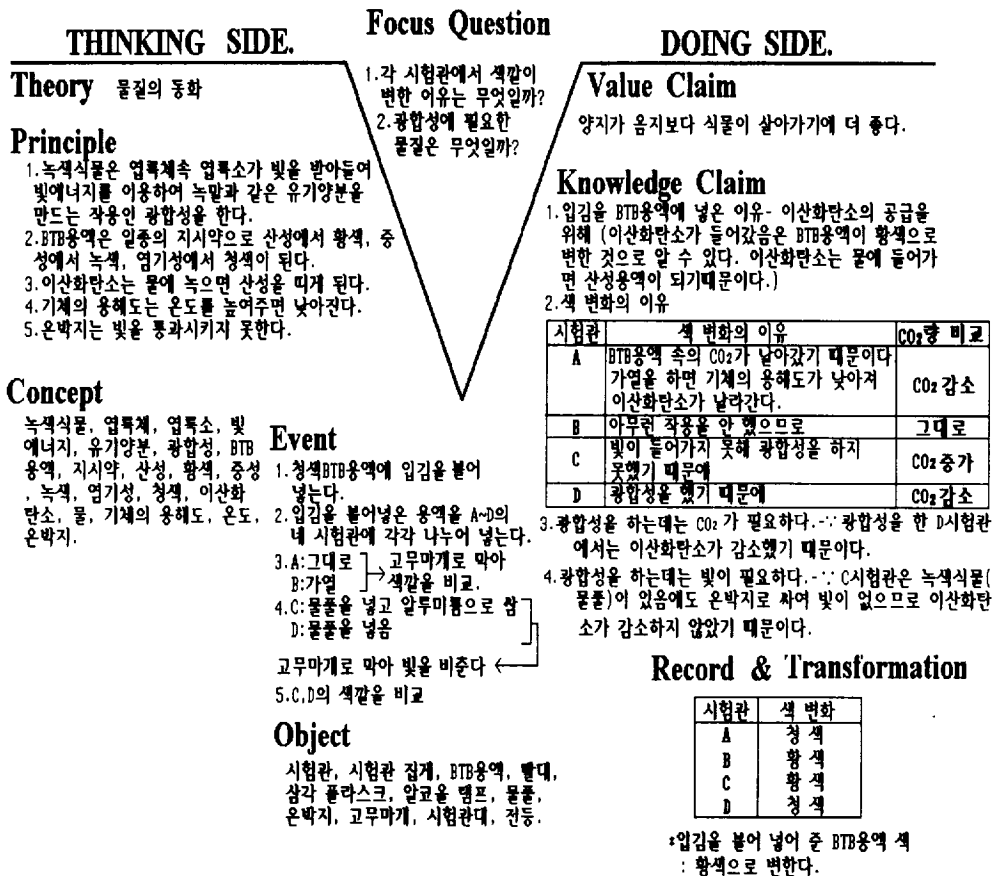 THINKING SIDE.
Theory 물질의 동화
Principle
1.녹색식물은 엽록체속 엽록소가 빛을 받아들여
빛에너지를 이용하여 녹말과 같은 유기양분을
만드는 작용인 광합성을 한다.
2.BTB용액은 일종의 지시약으로 산성에서 황색, 중
성에서 녹색, 염기성에서 청색이 된다.
3.이산화탄소는 물에 녹으면 산성을 띠게 된다.
4.기체의 용해도는 온도를 높여주면 낮아진다.
5.은박지는 빛을 통과시키지 못한다.
Concept
녹색식물, 엽록체, 엽록소, 빛
에너지, 유기양분, 광합성, BTB
용액, 지시약, 산성, 황색, 중성
, 녹색, 염기성, 청색, 이산화
탄소, 물, 기체의 용해도, 온도,
은박지.
Focus Question
1.각 시험관에서 색깔이
변한 이유는 무엇일까?
2.광합성에 필요한
물질은 무엇일까?
Event
1.청색BTB용액에 입김을 불어
넣는다.
2.입김을 불어넣은 용액을 A~D의
네 시험관에 각각 나누어 넣는다.
3.A:그대로
B:가열
고무마개로 막아
색깔을 비교.
4.C:물풀을 넣고 알루미늄으로 쌈
D:물풀을 넣음
고무마개로 막아 빛을 비춘다
5.C,D의 색깔을 비교
Object
시험관, 시험관 집게, BTB용액, 빨대,
삼각 플라스크, 알코올 램프, 물풀,
은박지, 고무마개, 시험관대, 전등.
DOING SIDE.
Value Claim
양지가 음지보다 식물이 살아가기에 더 좋다.
Knowledge Claim
1.입김을 BTB용액에 넣은 이유- 이산화탄소의 공급을
위해 (이산화탄소가 들어갔음은 BTB용액이 황색으로
변한 것으로 알 수 있다. 이산화탄소는 물에 들어가
면 산성용액이 되기때문이다.)
2.색 변화의 이유
시험관 색 변화의 이유 CO₂량 비교
A BTB용액 속의 CO₂가 날아갔기 때문이다
가열을 하면 기체의 용해도가 낮아져
이산화탄소가 날라간다.
CO₂ 감소
B 아무런 작용을 안 했으므로 그대로
C 빛이 들어가지 못해 광합성을 하지
못했기 때문에
CO₂ 증가
D 광합성을 했기 때문에 CO₂ 감소
3.광합성을 하는데는 CO₂ 가 필요하다.-∵ 광합성을 한 D시험관
에서는 이산화탄소가 감소했기 때문이다.
4.광합성을 하는데는 빛이 필요하다.-∵ C시험관은 녹색식물(
물풀)이 있음에도 은박지로 싸여 빛이 없으므로 이산화탄
소가 감소하지 않았기 때문이다.
Record & Transformation
시험관 색 변화
A 청 색
B 황 색
C 황 색
D 청 색
*입김을 불어 넣어 준 BTB용액 색
: 황색으로 변한다.